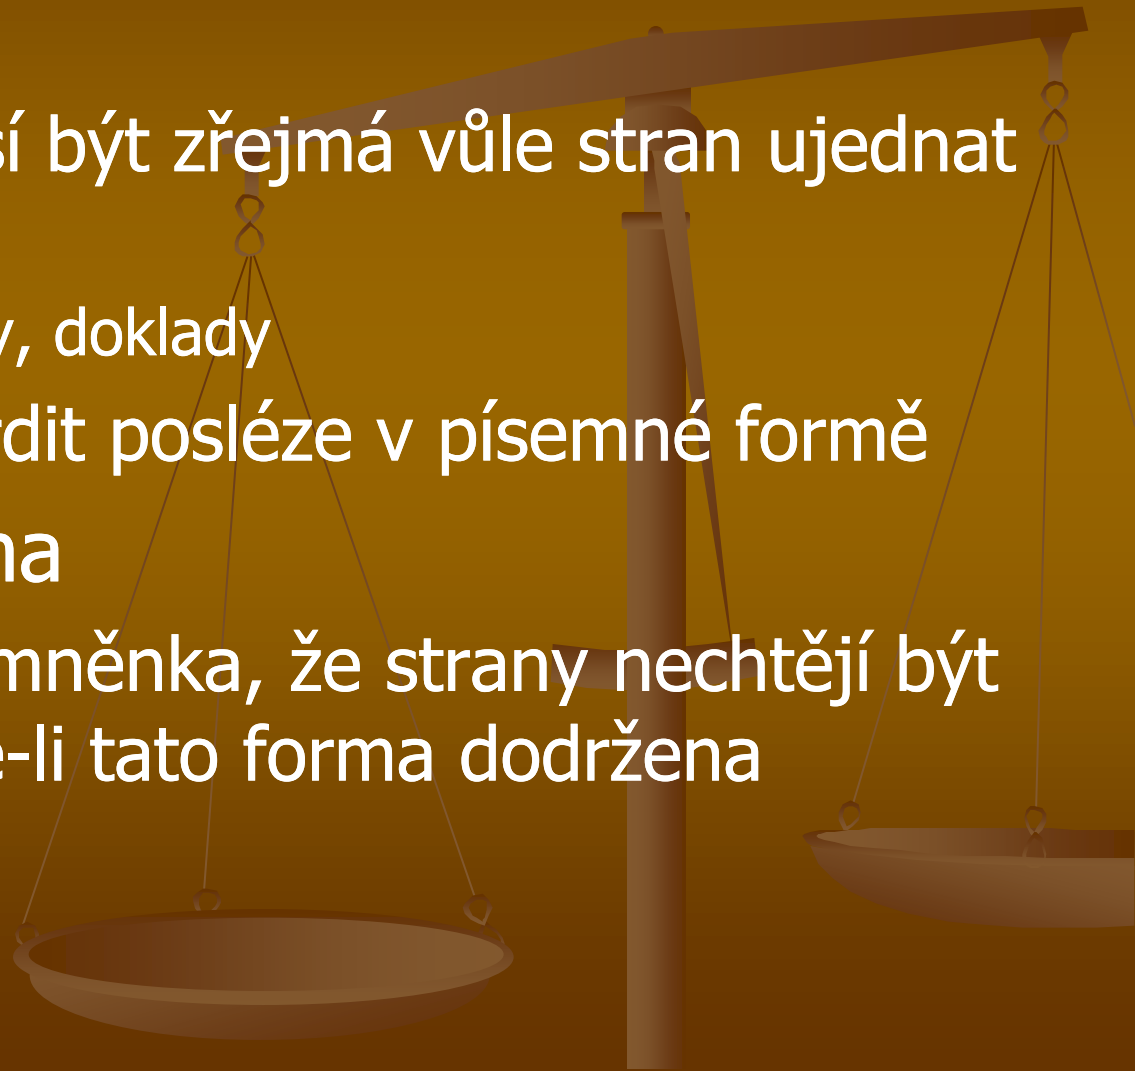 sí být zřejmá vůle stran ujednat
y, doklady
rdit posléze v písemné formě
na
mněnka, že strany nechtějí být
e-li tato forma dodržena